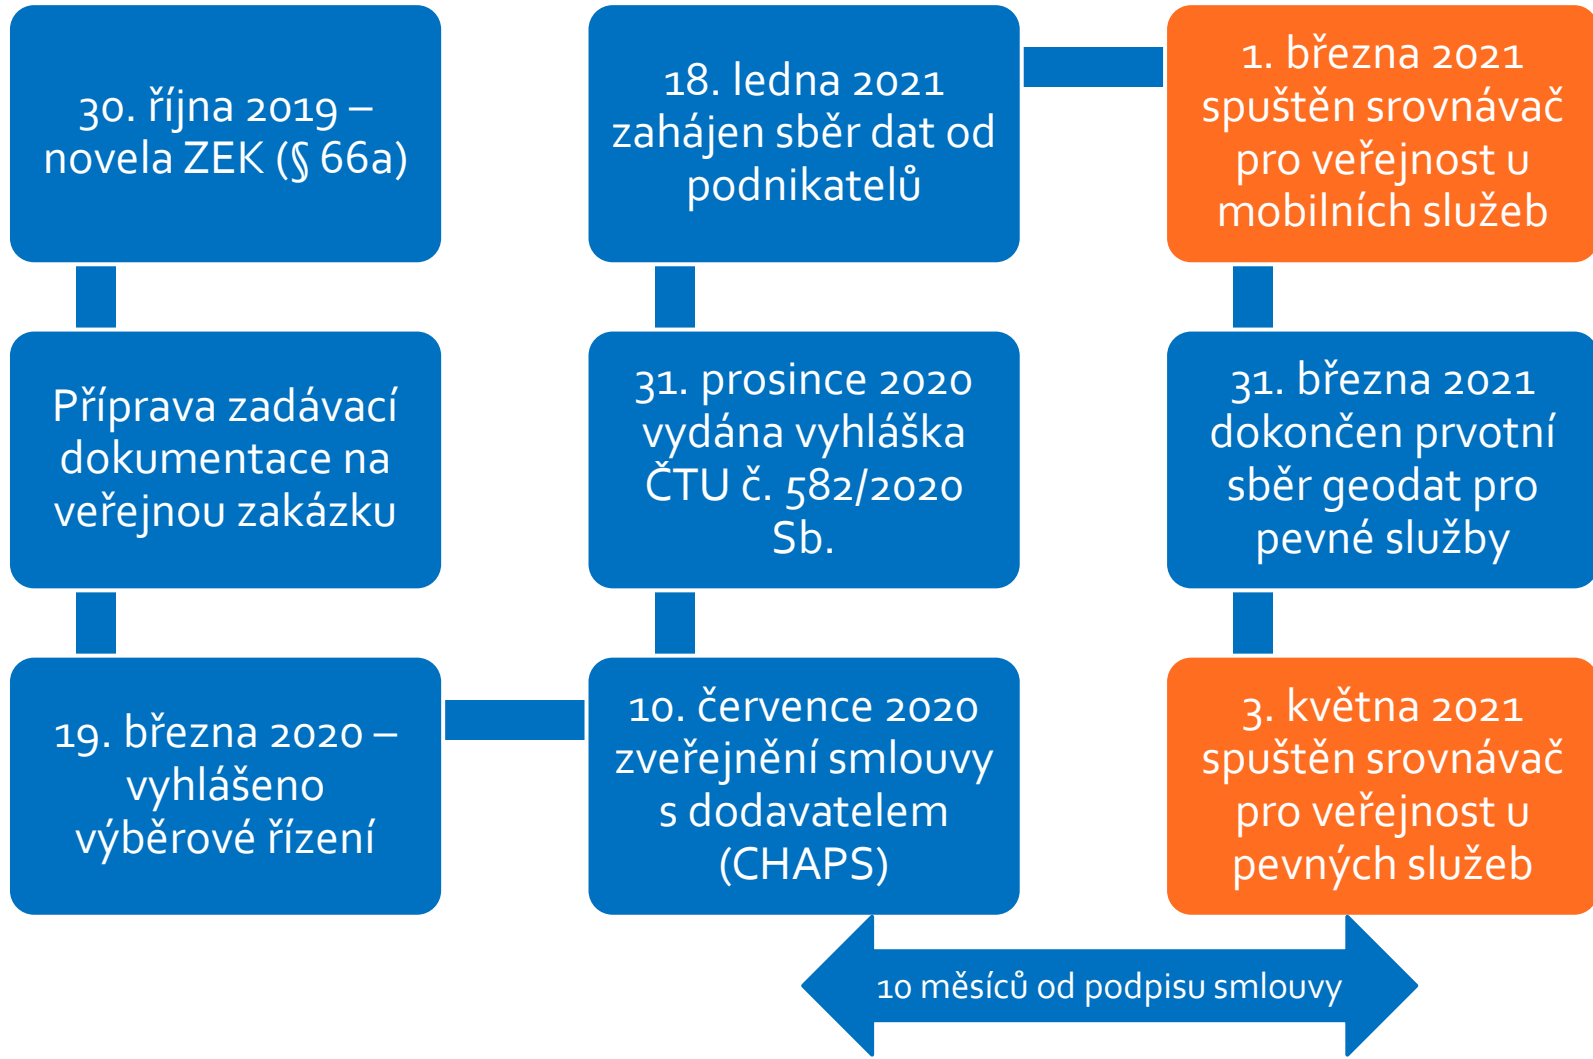 30. října 2019 –
novela ZEK (§ 66a)
Příprava zadávací
dokumentace na
veřejnou zakázku
19. března 2020 –
vyhlášeno
výběrové řízení
10. července 2020
zveřejnění smlouvy
s dodavatelem
(CHAPS)
31. prosince 2020
vydána vyhláška
ČTU č. 582/2020
Sb.
18. ledna 2021
zahájen sběr dat od
podnikatelů
1. března 2021
spuštěn srovnávač
pro veřejnost u
mobilních služeb
31. března 2021
dokončen prvotní
sběr geodat pro
pevné služby
3. května 2021
spuštěn srovnávač
pro veřejnost u
pevných služeb
10 měsíců od podpisu smlouvy